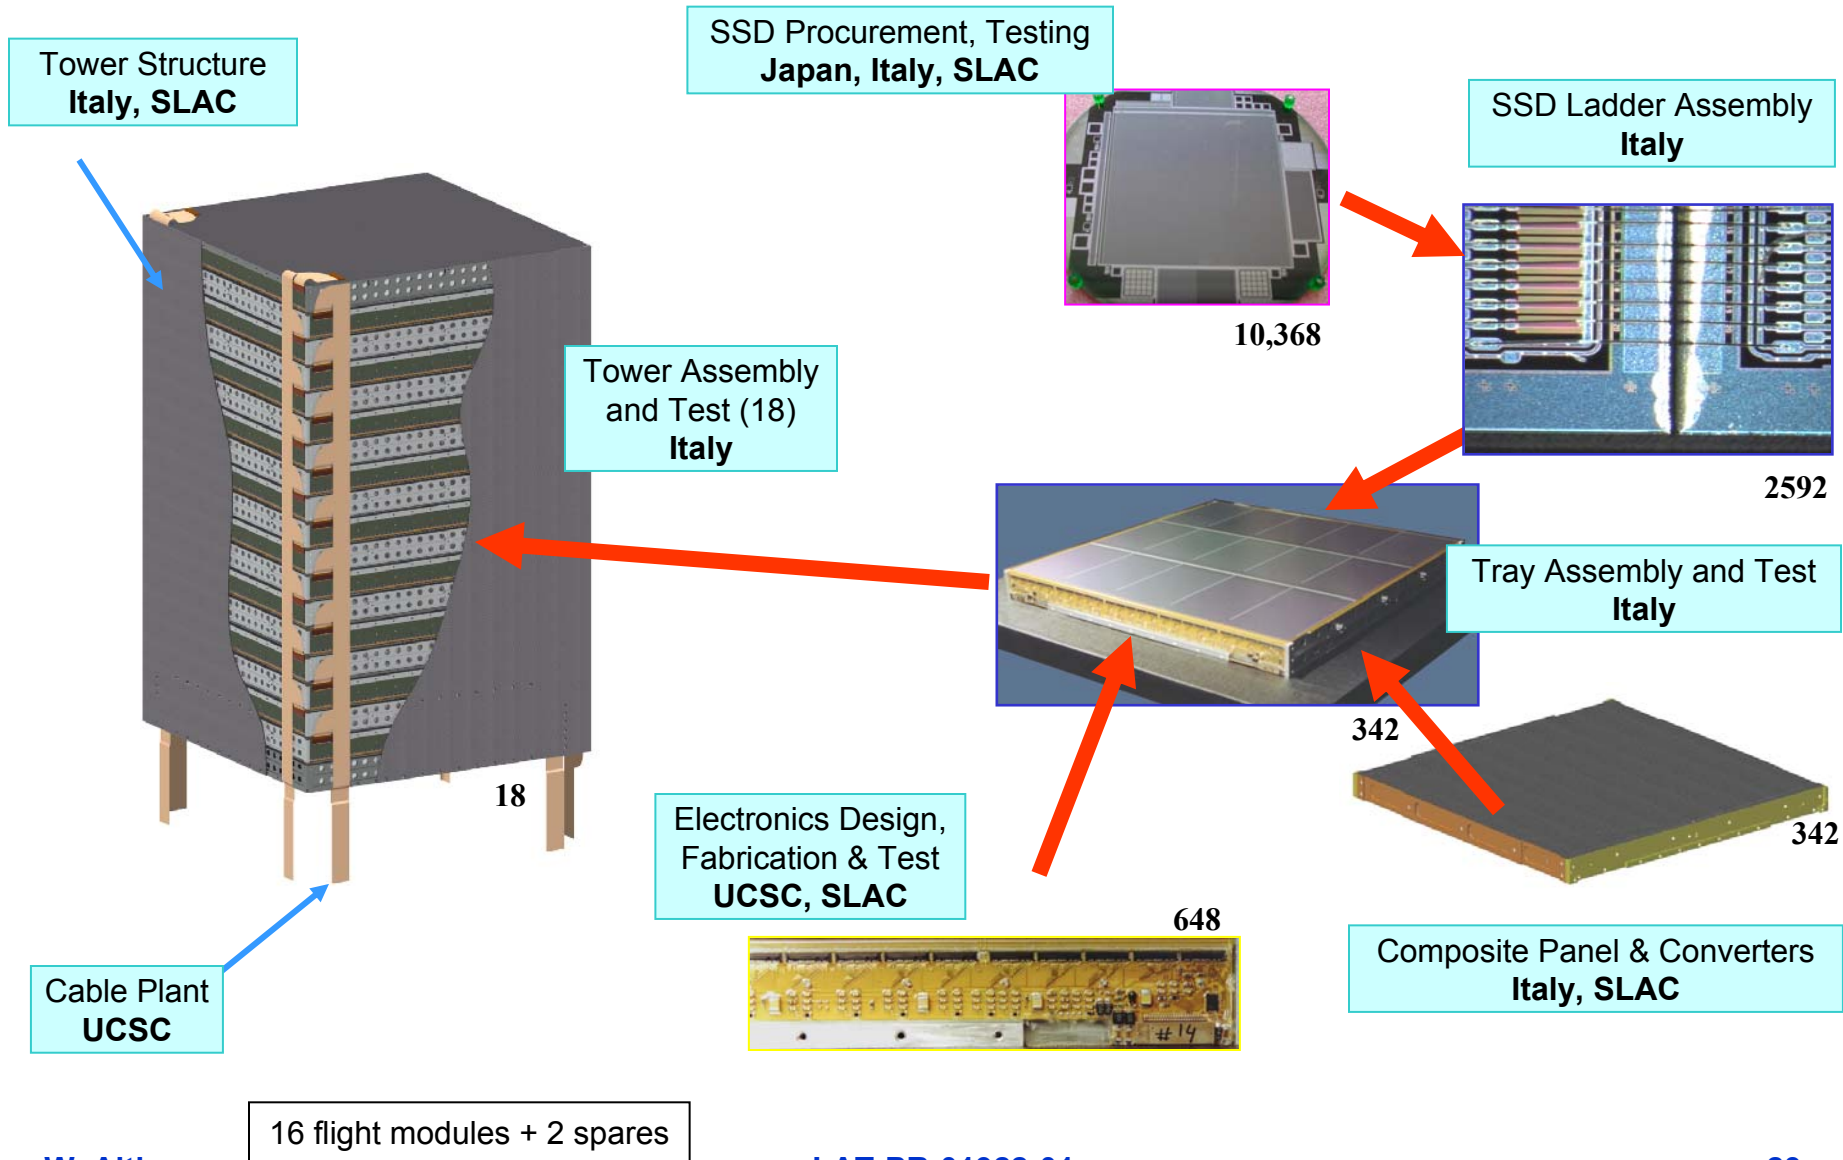 SSD Procurement, Testing
Japan, Italy, SLAC
Tower Structure
Italy, SLAC
SSD Ladder Assembly
Italy
10,368
Tower Assembly
and Test (18)
Italy
2592
Tray Assembly and Test
Italy
342
18
Electronics Design,
Fabrication & Test
UCSC, SLAC
342
648
Composite Panel & Converters
Italy, SLAC
Cable Plant
UCSC
#14
16 flight modules + 2 spares